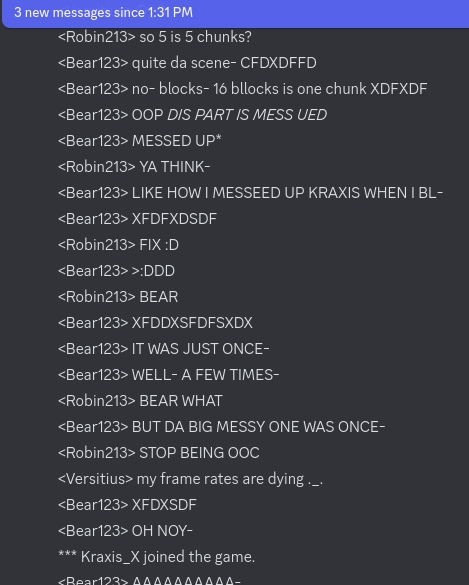 3 new messages since 1:31 PM
<Robin213> so 5 is 5 chunks?
<Bear123> quite da scene- CFDXDFFD
<Bear123> no- blocks- 16 bllocks is one chunk XDFXDF
<Bear123> OOP DIS PART IS MESS UED
<Bear123> MESSED UP*
<Robin213> YA THINK-
<Bear123> LIKE HOW I MESSEED UP KRAXIS WHEN I BL-
<Bear123> XFDFXDSDF
<Robin213> FIX :D
<Bear123> >:DDD
<Robin213> BEAR
<Bear123> XFDDXSFDFSXDX
<Bear123> IT WAS JUST ONCE-
<Bear123> WELL- A FEW TIMES-
<Robin213> BEAR WHAT
<Bear123> BUT DA BIG MESSY ONE WAS ONCE-
<Robin213> STOP BEING OOC
<Versitius> my frame rates are dying ._.
<Bear123> XFDXSDF
<Bear123> OH NOY-
*** Kraxis_X joined the game.
<Bear123> AAAAAAAAAA-